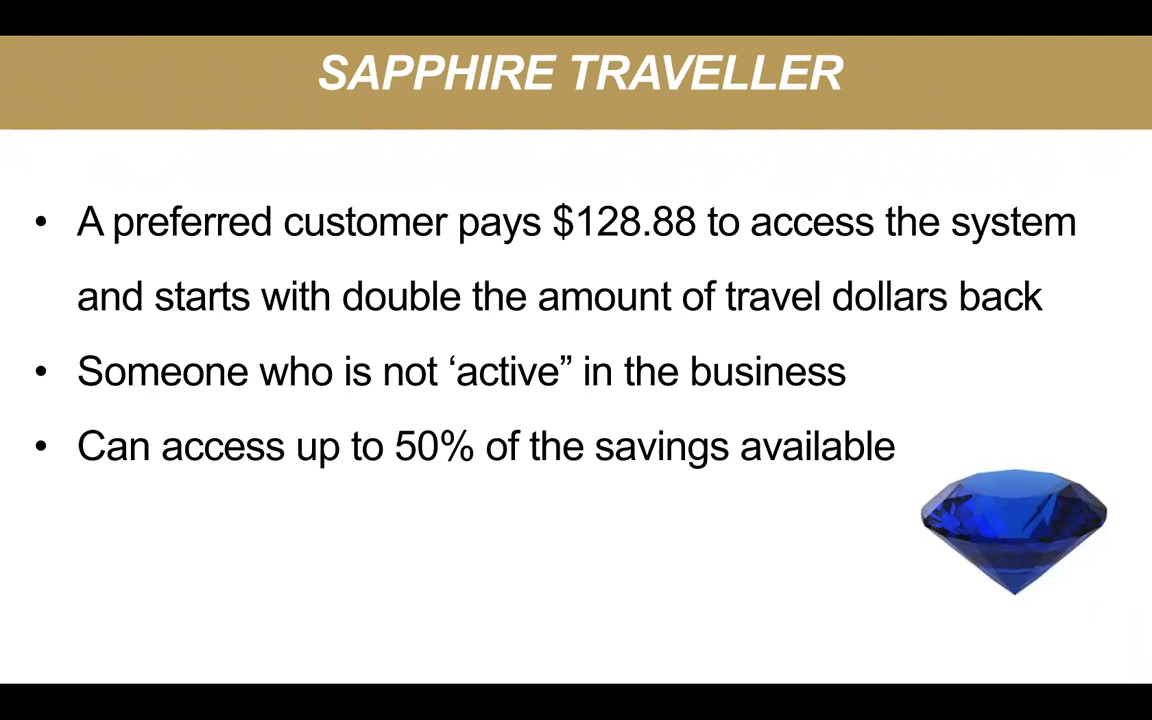 SAPPHIRE TRAVELLER
• A preferred customer pays $128.88 to access the system
and starts with double the amount of travel dollars back
• Someone who is not ‘active” in the business
• Can access up to 50% of the savings available